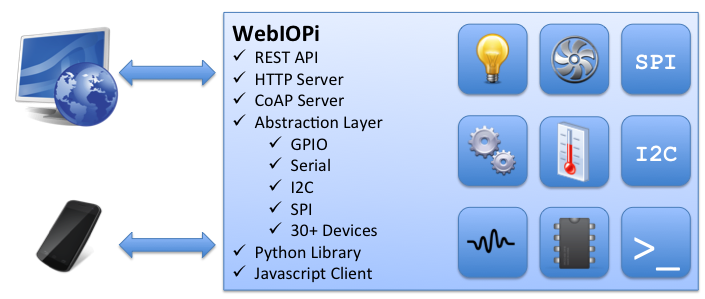 WebIOPi
✓ REST API
✓ HTTP Server
✓ CoAP Server
✓ Abstraction Layer
✓ GPIO
✓ Serial
✓ I2C
✓ SPI
✓ 30+ Devices
✓ Python Library
✓ Javascript Client
SPI
I2C
>_